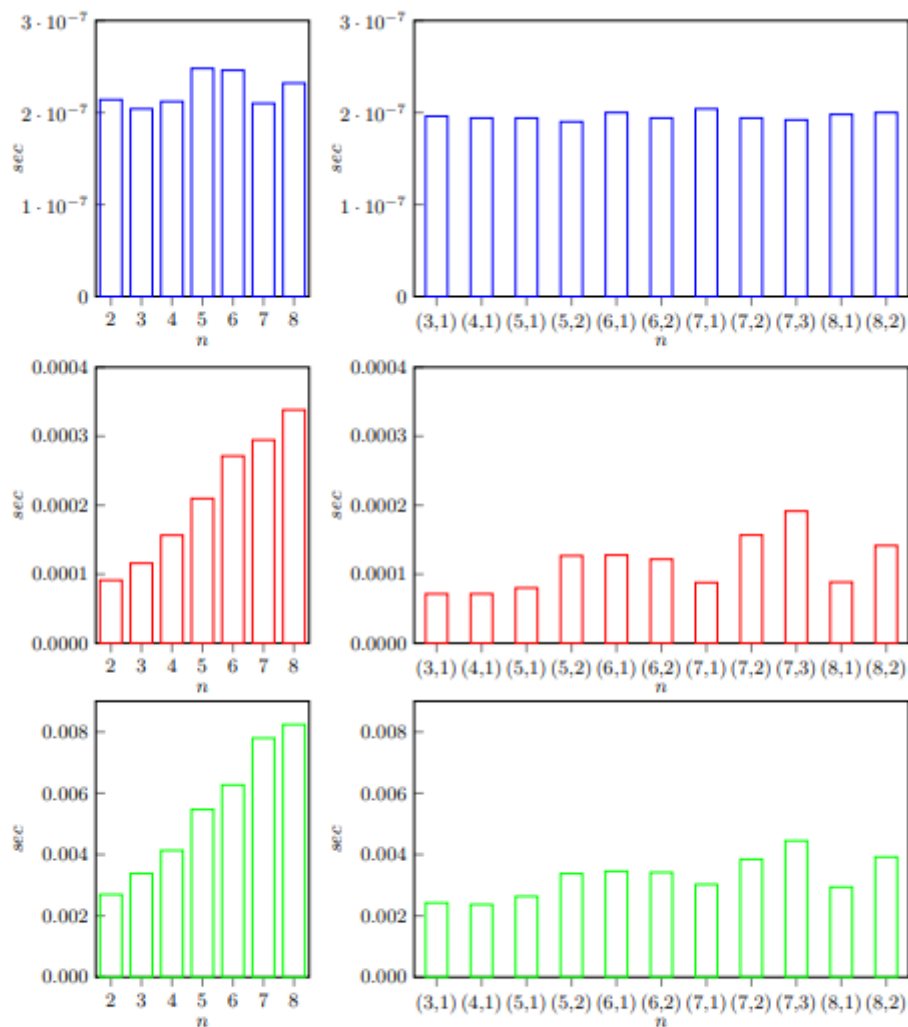 3 · 10⁻⁷
2 · 10⁻⁷
1 · 10⁻⁷
0
sec
2 3 4 5 6 7 8
n
3 · 10⁻⁷
2 · 10⁻⁷
1 · 10⁻⁷
0
sec
(3,1) (4,1) (5,1) (5,2) (6,1) (6,2) (7,1) (7,2) (7,3) (8,1) (8,2)
n
0.0004
0.0003
0.0002
0.0001
0.0000
sec
2 3 4 5 6 7 8
n
0.0004
0.0003
0.0002
0.0001
0.0000
sec
(3,1) (4,1) (5,1) (5,2) (6,1) (6,2) (7,1) (7,2) (7,3) (8,1) (8,2)
n
0.008
0.006
0.004
0.002
0.000
sec
2 3 4 5 6 7 8
n
0.008
0.006
0.004
0.002
0.000
sec
(3,1) (4,1) (5,1) (5,2) (6,1) (6,2) (7,1) (7,2) (7,3) (8,1) (8,2)
n